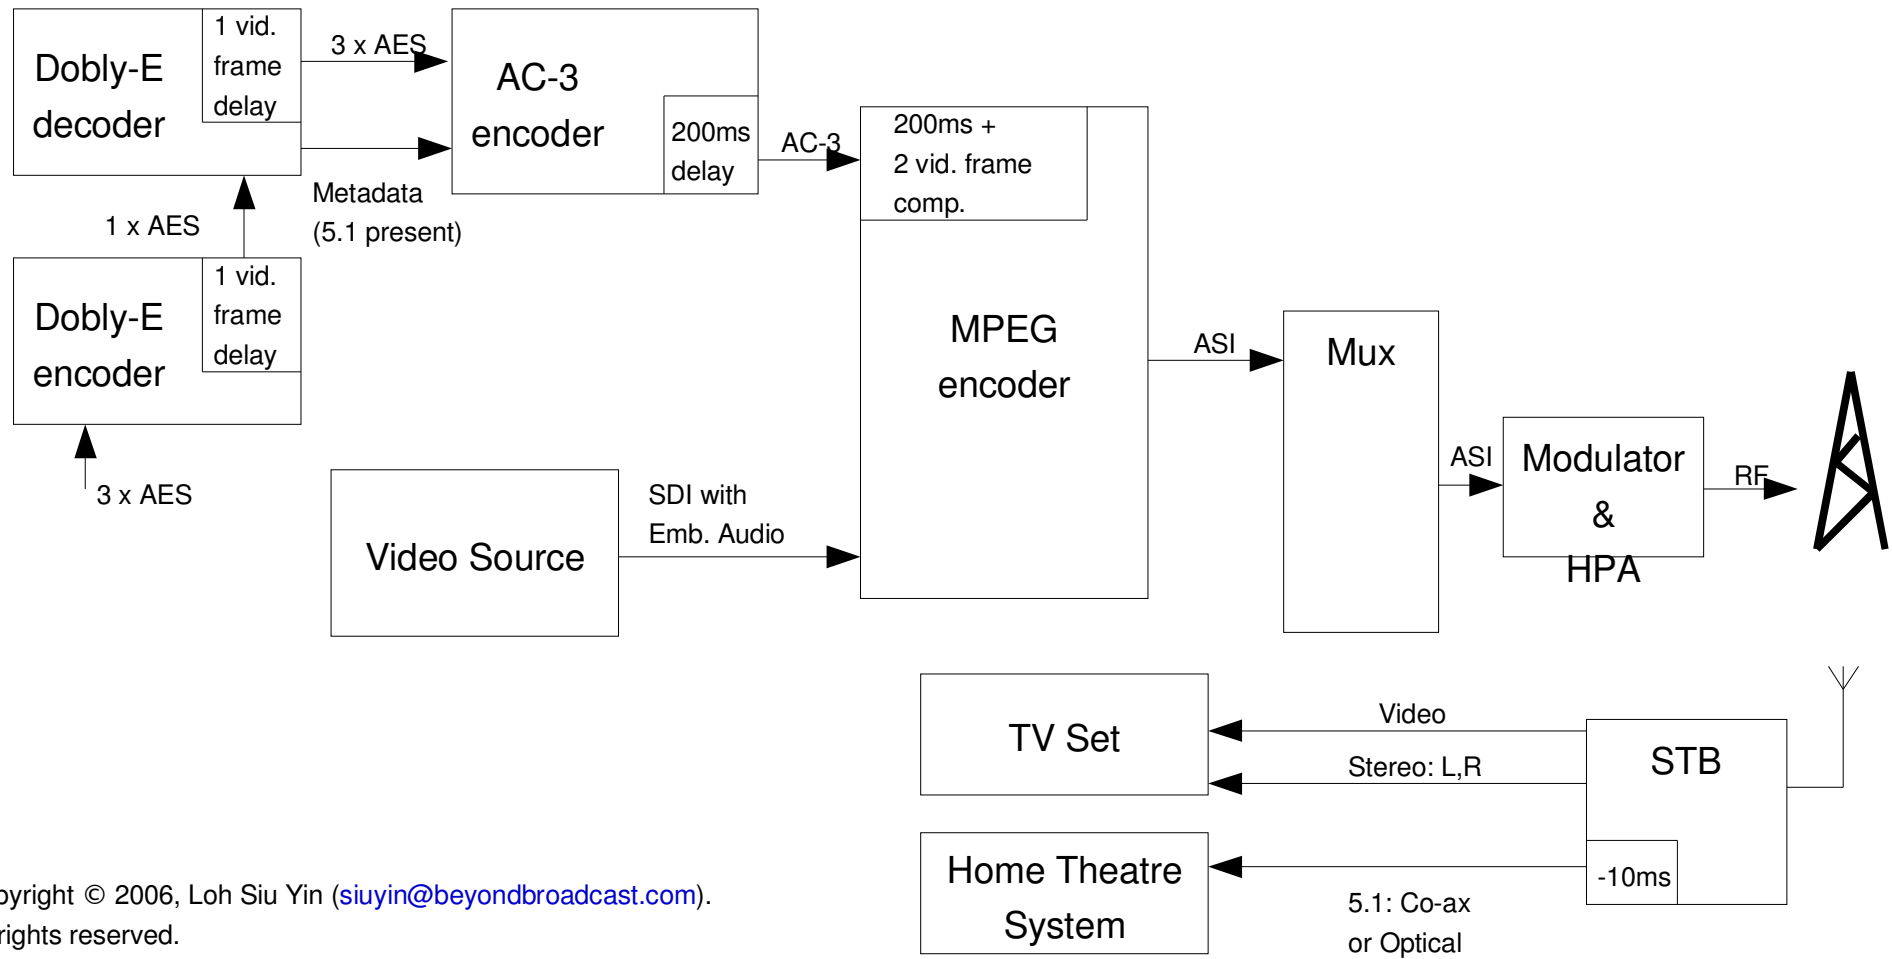 1 vid.
frame
delay
Dobly-E
decoder
3 x AES
AC-3
encoder
200ms
delay
AC-3
200ms +
2 vid. frame
comp.
Metadata
(5.1 present)
1 x AES
1 vid.
frame
delay
Dobly-E
encoder
3 x AES
MPEG
encoder
ASI
Mux
ASI
Modulator
&
HPA
RF
Video Source
SDI with
Emb. Audio
TV Set
Video
Stereo: L,R
STB
-10ms
Home Theatre
System
5.1: Co-ax
or Optical
pyright © 2006, Loh Siu Yin (siuyin@beyondbroadcast.com).
rights reserved.